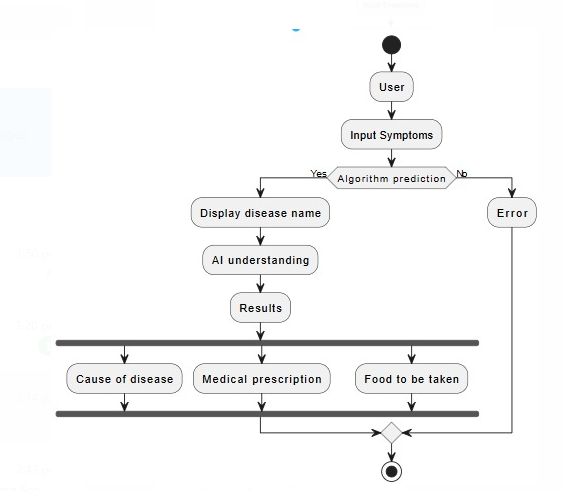 User
Input Symptoms
Yes
Algorithm prediction
No
Display disease name
Error
AI understanding
Results
Cause of disease
Medical prescription
Food to be taken